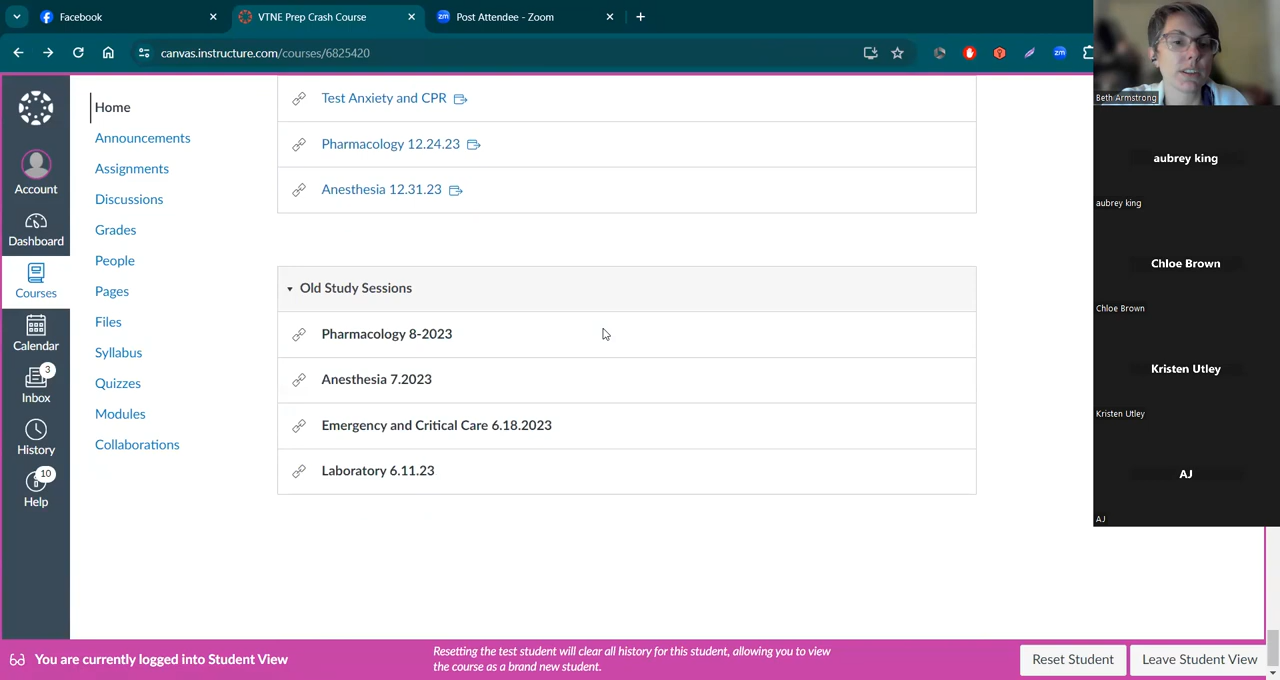 Facebook
VTNE Prep Crash Course
zm
Post Attendee - Zoom
canvas.instructure.com/courses/6825420
zm
Beth Armstrong
Account
Dashboard
Courses
Calendar
3
Inbox
History
10
Help
Home
Announcements
Assignments
Discussions
Grades
People
Pages
Files
Syllabus
Quizzes
Modules
Collaborations
Test Anxiety and CPR
Pharmacology 12.24.23
Anesthesia 12.31.23
Old Study Sessions
Pharmacology 8-2023
Anesthesia 7.2023
Emergency and Critical Care 6.18.2023
Laboratory 6.11.23
aubrey king
aubrey king
Chloe Brown
Chloe Brown
Kristen Utley
Kristen Utley
AJ
AJ
You are currently logged into Student View
Resetting the test student will clear all history for this student, allowing you to view
the course as a brand new student.
Reset Student
Leave Student View